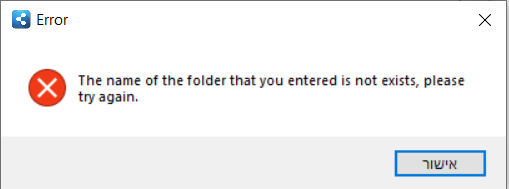 Error
The name of the folder that you entered is not exists, please
try again.
אישור